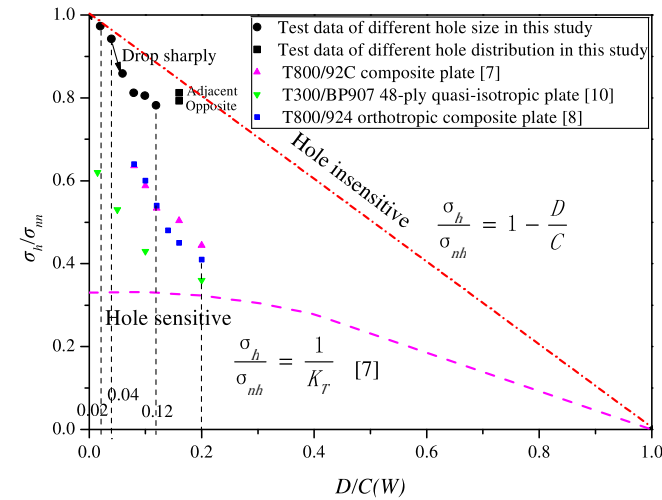 1.0
0.8
0.6
0.4
0.2
0.0
σh/σnn
Test data of different hole size in this study
Test data of different hole distribution in this study
T800/92C composite plate [7]
T300/BP907 48-ply quasi-isotropic plate [10]
T800/924 orthotropic composite plate [8]
Drop sharply
Adjacent
Opposite
Hole insensitive
σh/σnh = 1 − D/C
Hole sensitive
σh/σnh = 1/KT [7]
0.02
0.04
0.12
0.0 0.2 0.4 0.6 0.8 1.0
D/C(W)